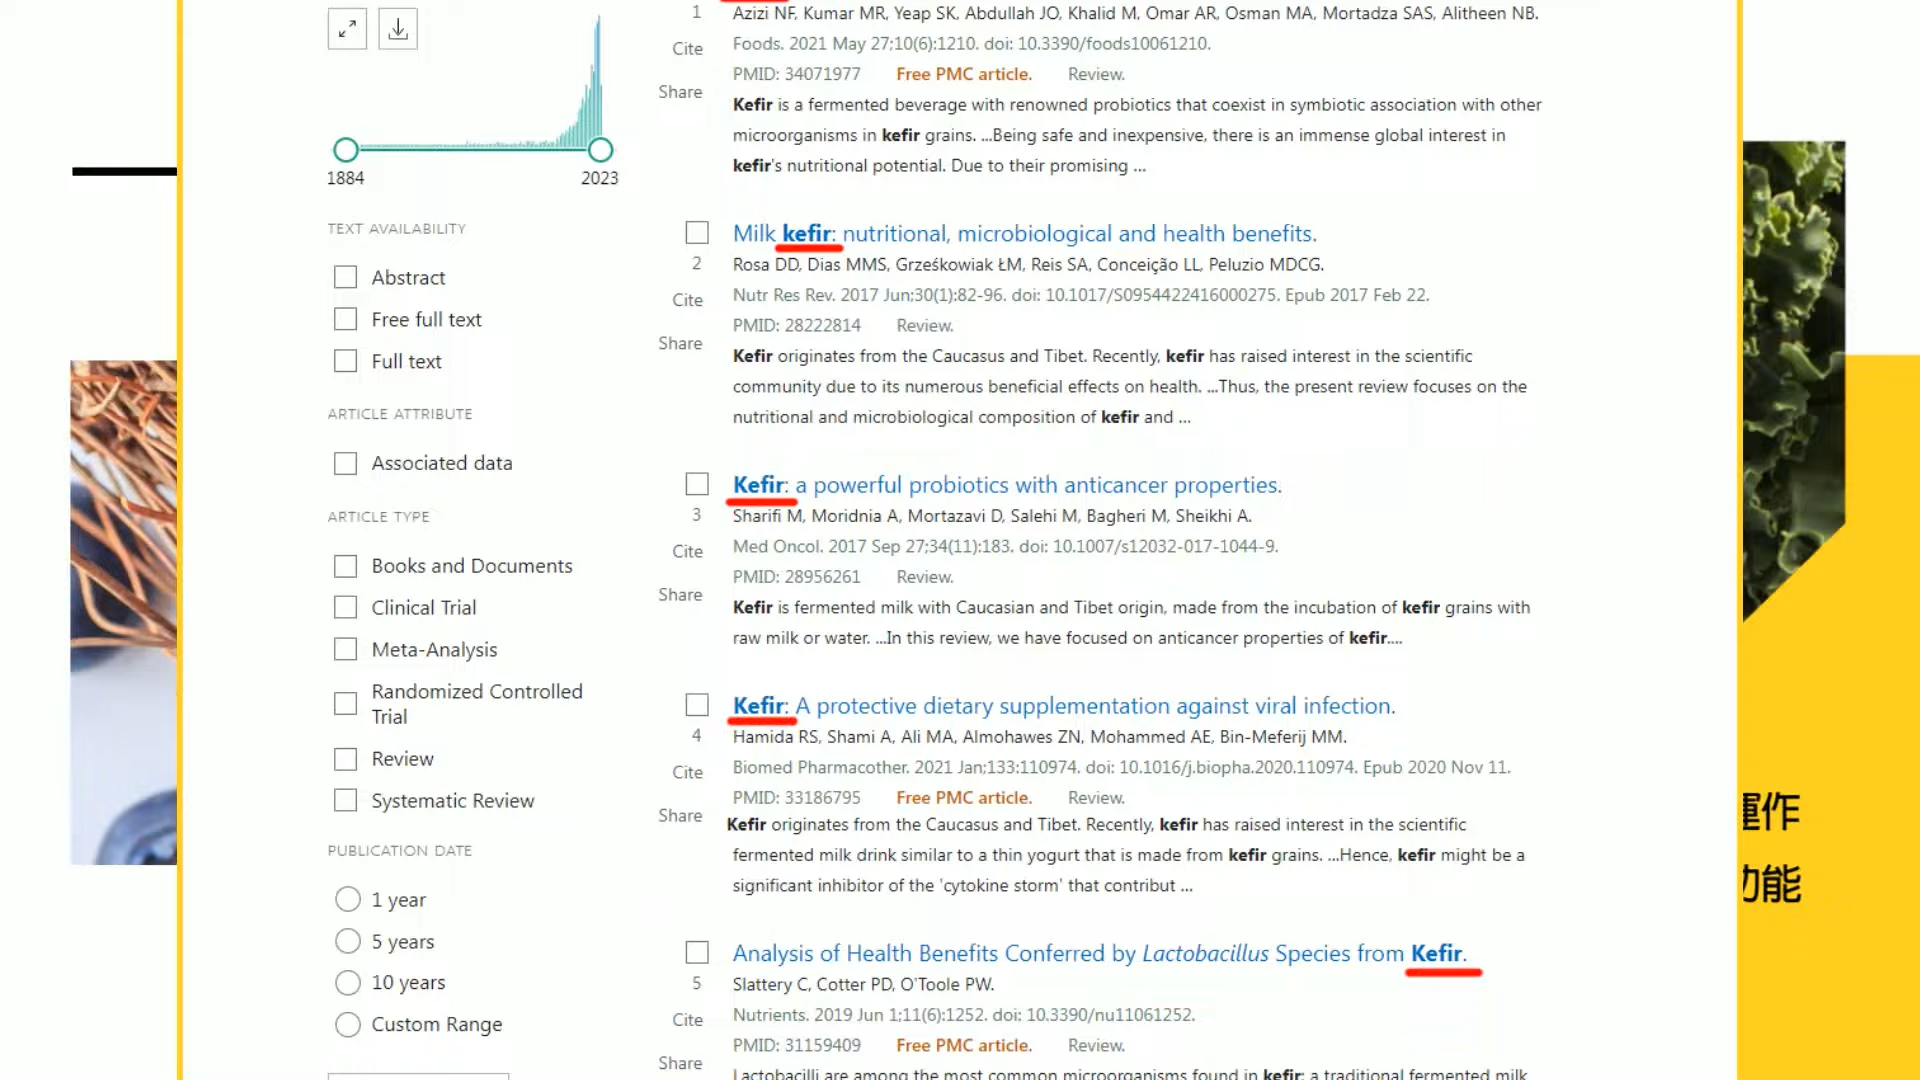 1884
2023
TEXT AVAILABILITY
Abstract
Free full text
Full text
ARTICLE ATTRIBUTE
Associated data
ARTICLE TYPE
Books and Documents
Clinical Trial
Meta-Analysis
Randomized Controlled
Trial
Review
Systematic Review
PUBLICATION DATE
1 year
5 years
10 years
Custom Range
1
Cite
Share
Azizi NF, Kumar MR, Yeap SK, Abdullah JO, Khalid M, Omar AR, Osman MA, Mortadza SAS, Alitheen NB.
Foods. 2021 May 27;10(6):1210. doi: 10.3390/foods10061210.
PMID: 34071977 Free PMC article. Review.
Kefir is a fermented beverage with renowned probiotics that coexist in symbiotic association with other
microorganisms in kefir grains. ...Being safe and inexpensive, there is an immense global interest in
kefir's nutritional potential. Due to their promising ...
2
Cite
Share
Milk kefir: nutritional, microbiological and health benefits.
Rosa DD, Dias MMS, Grześkowiak ŁM, Reis SA, Conceição LL, Peluzio MDCG.
Nutr Res Rev. 2017 Jun;30(1):82-96. doi: 10.1017/S0954422416000275. Epub 2017 Feb 22.
PMID: 28222814 Review.
Kefir originates from the Caucasus and Tibet. Recently, kefir has raised interest in the scientific
community due to its numerous beneficial effects on health. ...Thus, the present review focuses on the
nutritional and microbiological composition of kefir and ...
3
Cite
Share
Kefir: a powerful probiotics with anticancer properties.
Sharifi M, Moridnia A, Mortazavi D, Salehi M, Bagheri M, Sheikhi A.
Med Oncol. 2017 Sep 27;34(11):183. doi: 10.1007/s12032-017-1044-9.
PMID: 28956261 Review.
Kefir is fermented milk with Caucasian and Tibet origin, made from the incubation of kefir grains with
raw milk or water. ...In this review, we have focused on anticancer properties of kefir....
4
Cite
Share
Kefir: A protective dietary supplementation against viral infection.
Hamida RS, Shami A, Ali MA, Almohawes ZN, Mohammed AE, Bin-Meferij MM.
Biomed Pharmacother. 2021 Jan;133:110974. doi: 10.1016/j.biopha.2020.110974. Epub 2020 Nov 11.
PMID: 33186795 Free PMC article. Review.
Kefir originates from the Caucasus and Tibet. Recently, kefir has raised interest in the scientific
fermented milk drink similar to a thin yogurt that is made from kefir grains. ...Hence, kefir might be a
significant inhibitor of the 'cytokine storm' that contribut ...
5
Cite
Share
Analysis of Health Benefits Conferred by Lactobacillus Species from Kefir.
Slattery C, Cotter PD, O'Toole PW.
Nutrients. 2019 Jun 1;11(6):1252. doi: 10.3390/nu11061252.
PMID: 31159409 Free PMC article. Review.
Lactobacilli are among the most common microorganisms found in kefir; a traditional fermented milk
運作
功能